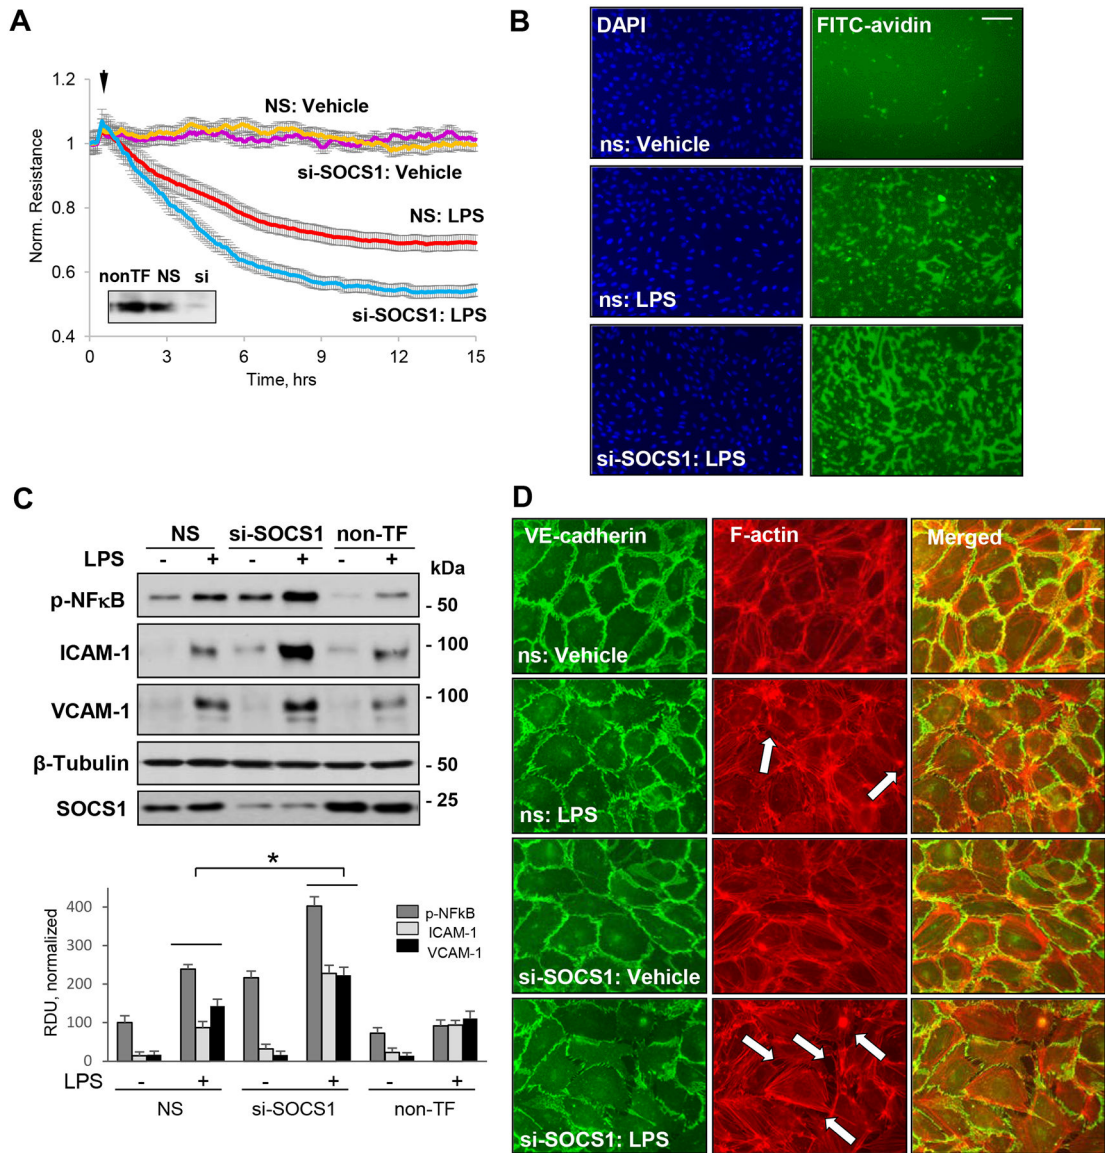 A
1.2
1
0.8
0.6
0.4
Norm. Resistance
NS: Vehicle
si-SOCS1: Vehicle
NS: LPS
si-SOCS1: LPS
nonTF NS si
0 3 6 9 12 15
Time, hrs
B
DAPI FITC-avidin
ns: Vehicle
ns: LPS
si-SOCS1: LPS
C
NS si-SOCS1 non-TF
LPS - + - + - + kDa
p-NFκB - 50
ICAM-1 - 100
VCAM-1 - 100
β-Tubulin - 50
SOCS1 - 25
*
400
300
200
100
0
RDU, normalized
p-NFkB
ICAM-1
VCAM-1
LPS - + - + - +
NS si-SOCS1 non-TF
D
VE-cadherin F-actin Merged
ns: Vehicle
ns: LPS
si-SOCS1: Vehicle
si-SOCS1: LPS